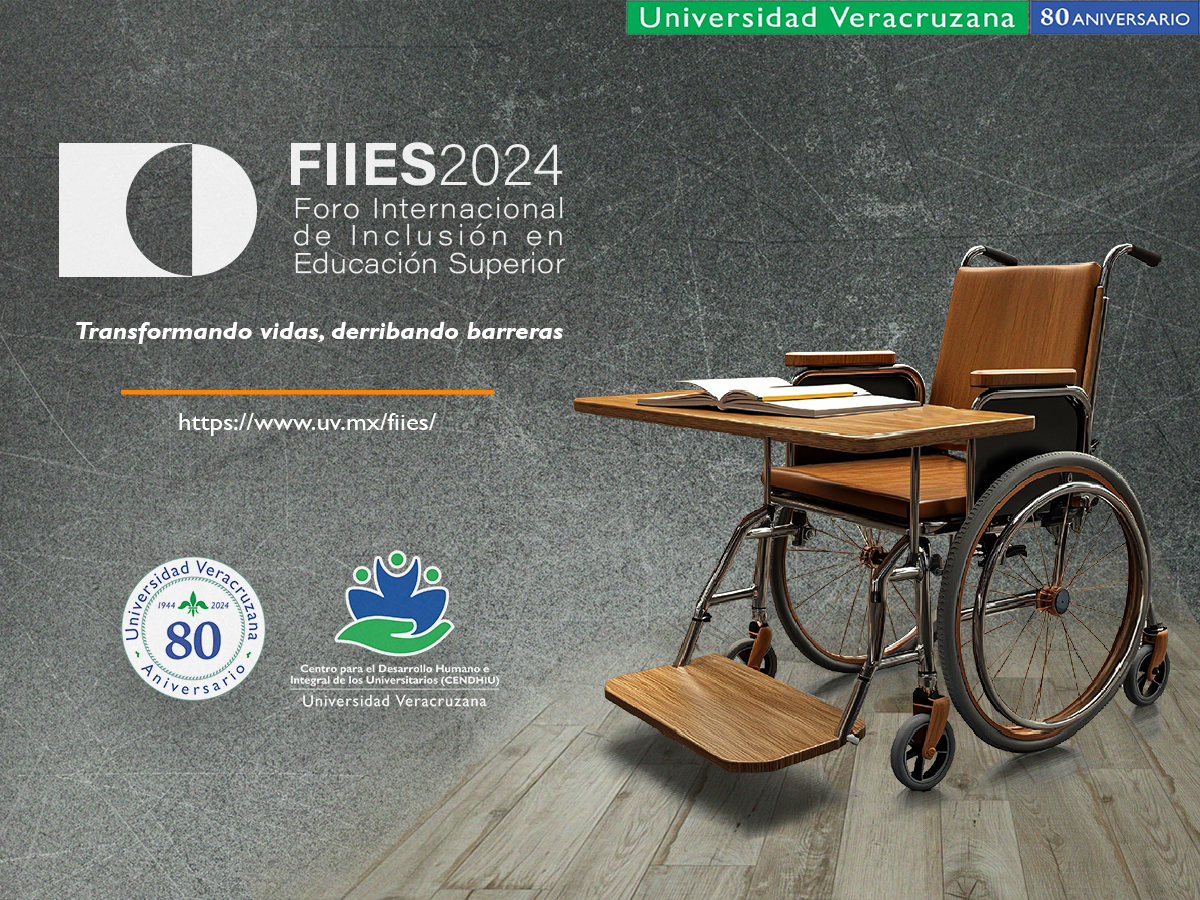 Universidad Veracruzana
80 ANIVERSARIO
FIIES2024
Foro Internacional
de Inclusión en
Educación Superior
Transformando vidas, derribando barreras
https://www.uv.mx/fiies/
Universidad Veracruzana
1944 2024
80
Aniversario
Centro para el Desarrollo Humano e
Integral de los Universitarios (CENDHIU)
Universidad Veracruzana